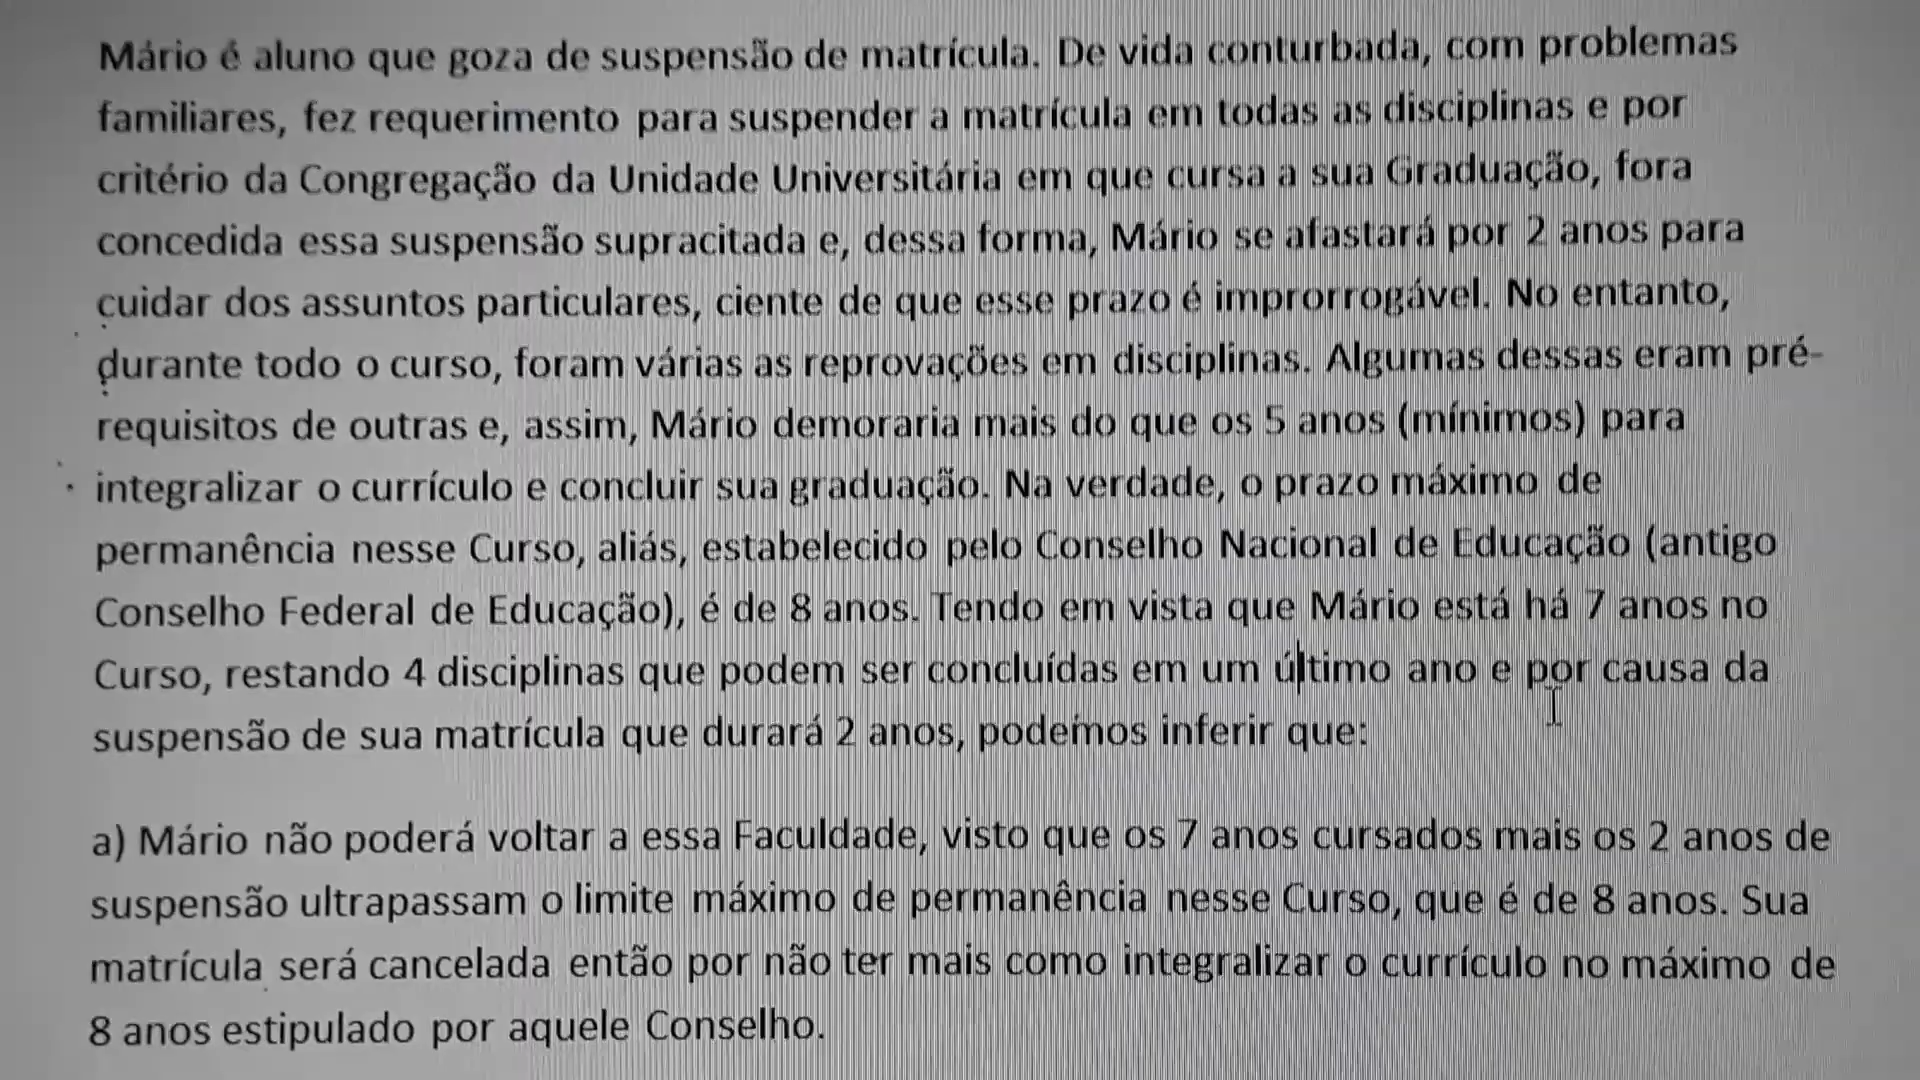 Mário é aluno que goza de suspensão de matrícula. De vida conturbada, com problemas
familiares, fez requerimento para suspender a matrícula em todas as disciplinas e por
critério da Congregação da Unidade Universitária em que cursa a sua Graduação, fora
concedida essa suspensão supracitada e, dessa forma, Mário se afastará por 2 anos para
cuidar dos assuntos particulares, ciente de que esse prazo é improrrogável. No entanto,
durante todo o curso, foram várias as reprovações em disciplinas. Algumas dessas eram pré-
requisitos de outras e, assim, Mário demoraria mais do que os 5 anos (mínimos) para
integralizar o currículo e concluir sua graduação. Na verdade, o prazo máximo de
permanência nesse Curso, aliás, estabelecido pelo Conselho Nacional de Educação (antigo
Conselho Federal de Educação), é de 8 anos. Tendo em vista que Mário está há 7 anos no
Curso, restando 4 disciplinas que podem ser concluídas em um último ano e por causa da
suspensão de sua matrícula que durará 2 anos, podemos inferir que:
a) Mário não poderá voltar a essa Faculdade, visto que os 7 anos cursados mais os 2 anos de
suspensão ultrapassam o limite máximo de permanência nesse Curso, que é de 8 anos. Sua
matrícula será cancelada então por não ter mais como integralizar o currículo no máximo de
8 anos estipulado por aquele Conselho.